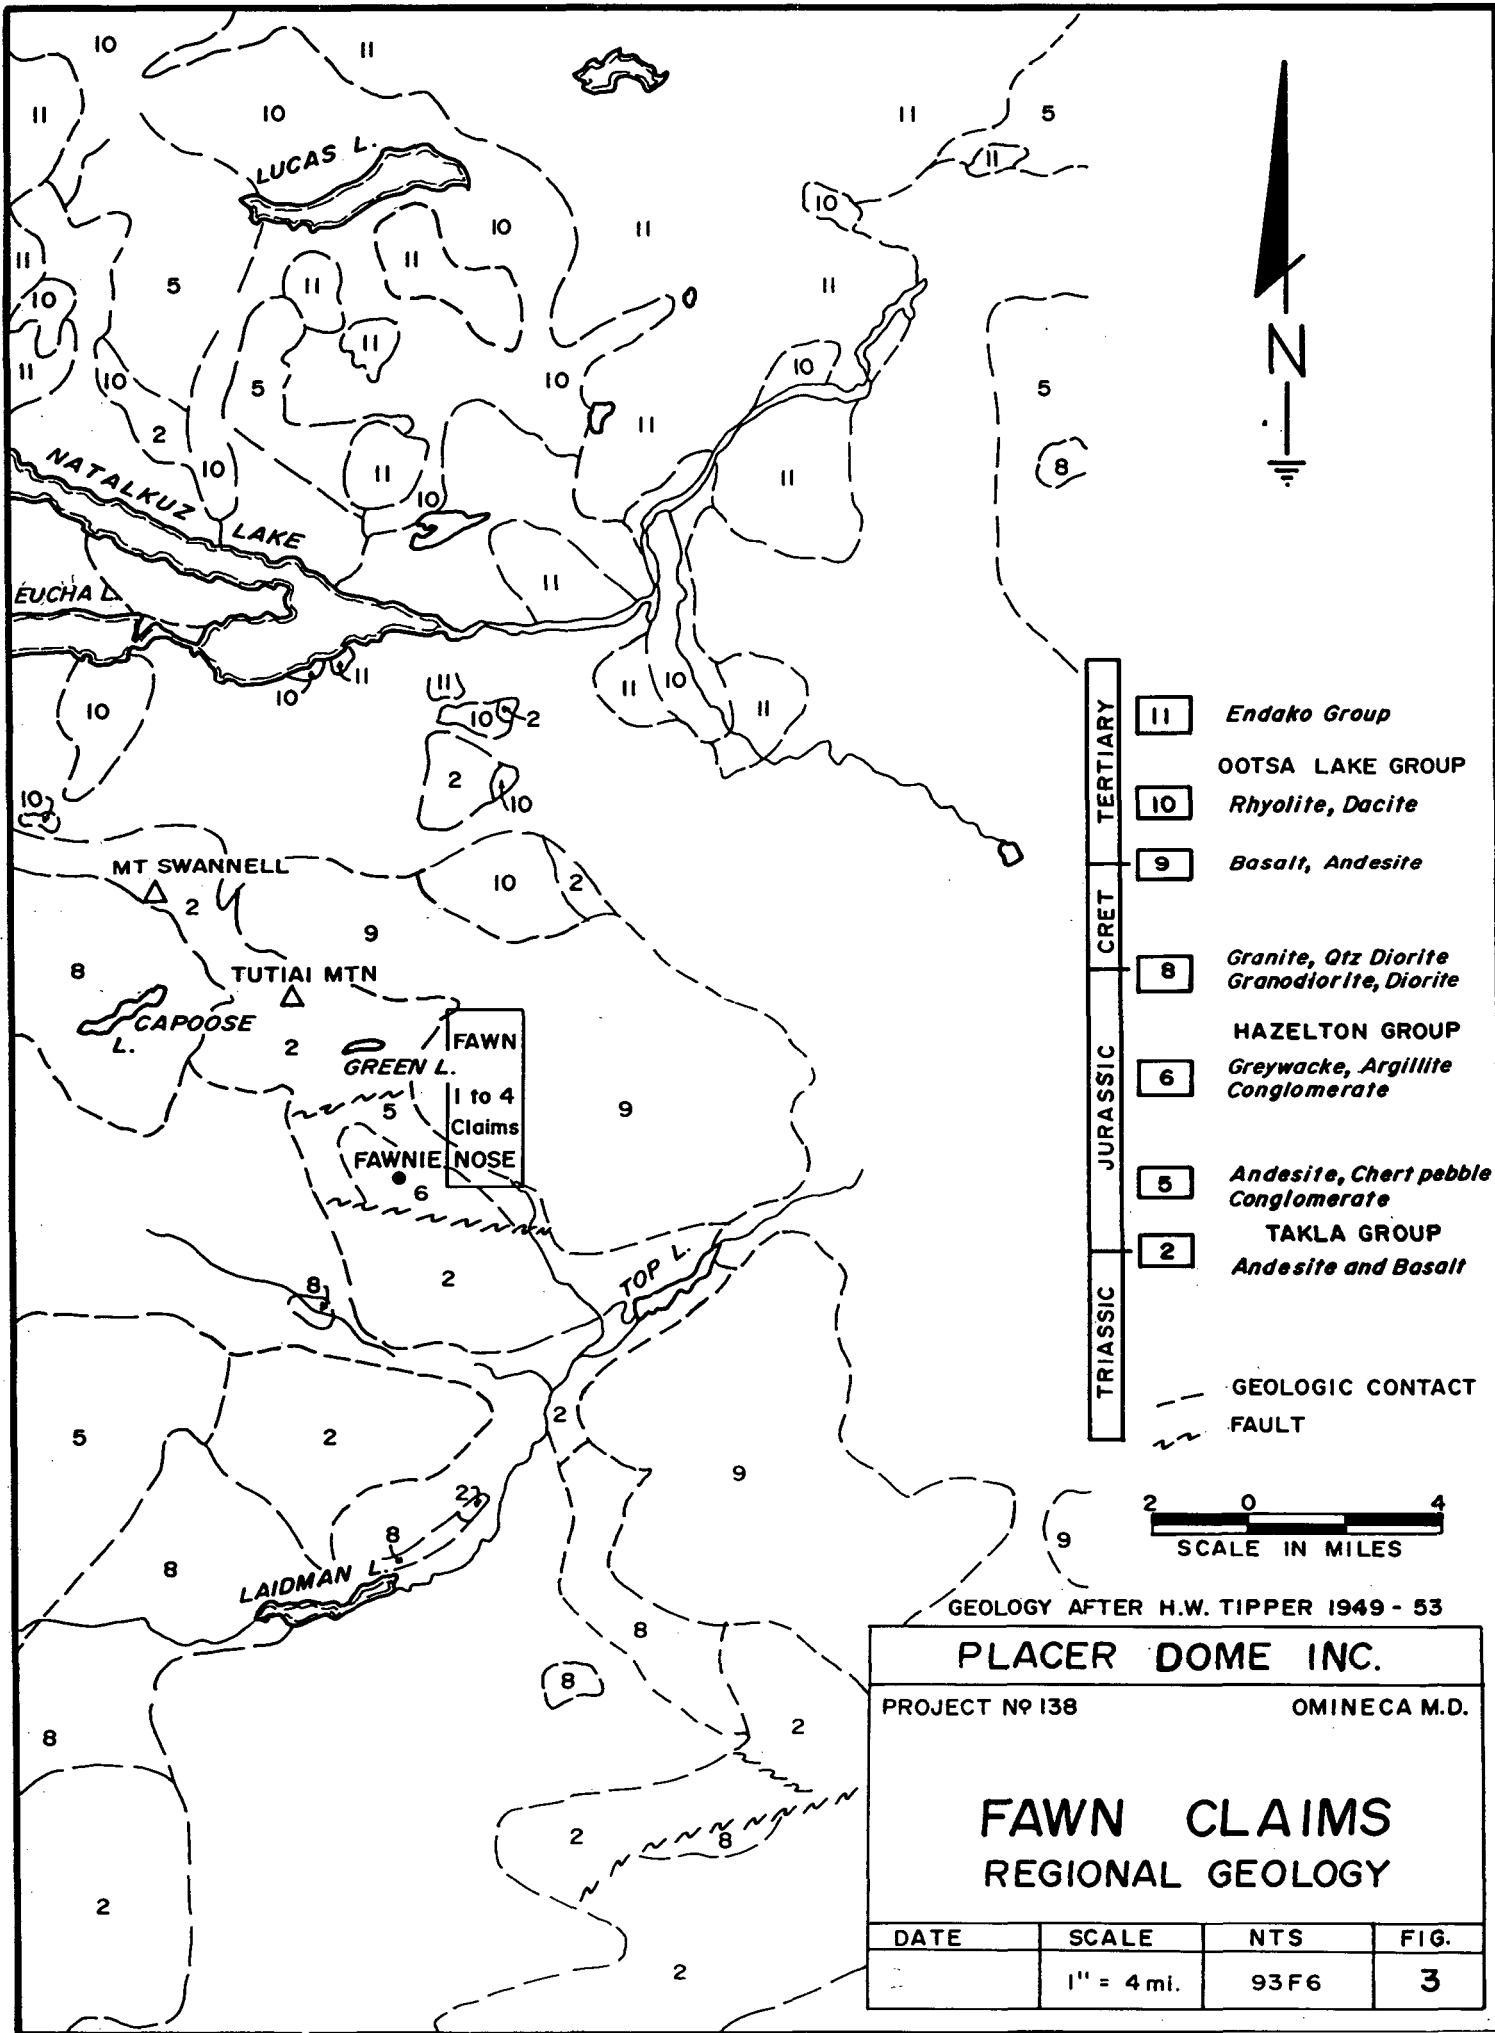 10
11
11
10
11
5
LUCAS L.
11
10
10
11
11
11
5
11
11
10
11
10
11
10
10
5
10
5
2
11
10
11
11
8
NATALKUZ LAKE
10
11
EUCHA L.
10
11
11
10
11
10
11
10
2
2
10
10
MT SWANNELL
2
10
2
9
8
TUTIAI MTN
CAPOOSE
L.
2
GREEN L.
FAWN
1 to 4
Claims
5
9
FAWNIE NOSE
6
8
2
TOP L.
5
2
2
9
2
8
8
LAIDMAN L.
9
8
8
8
2
2
8
2
2
N
TERTIARY
CRET
JURASSIC
TRIASSIC
11 Endako Group
OOTSA LAKE GROUP
10 Rhyolite, Dacite
9 Basalt, Andesite
8 Granite, Qtz Diorite
Granodiorite, Diorite
HAZELTON GROUP
6 Greywacke, Argillite
Conglomerate
5 Andesite, Chert pebble
Conglomerate
TAKLA GROUP
2 Andesite and Basalt
GEOLOGIC CONTACT
FAULT
2 0 4
SCALE IN MILES
GEOLOGY AFTER H.W. TIPPER 1949 - 53
PLACER DOME INC.
PROJECT Nº 138 OMINECA M.D.
FAWN CLAIMS
REGIONAL GEOLOGY
DATE SCALE NTS FIG.
1" = 4 mi. 93F6 3